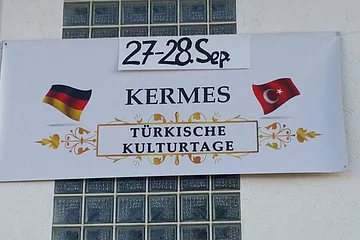 27-28. Sep.
KERMES
TÜRKISCHE
KULTURTAGE